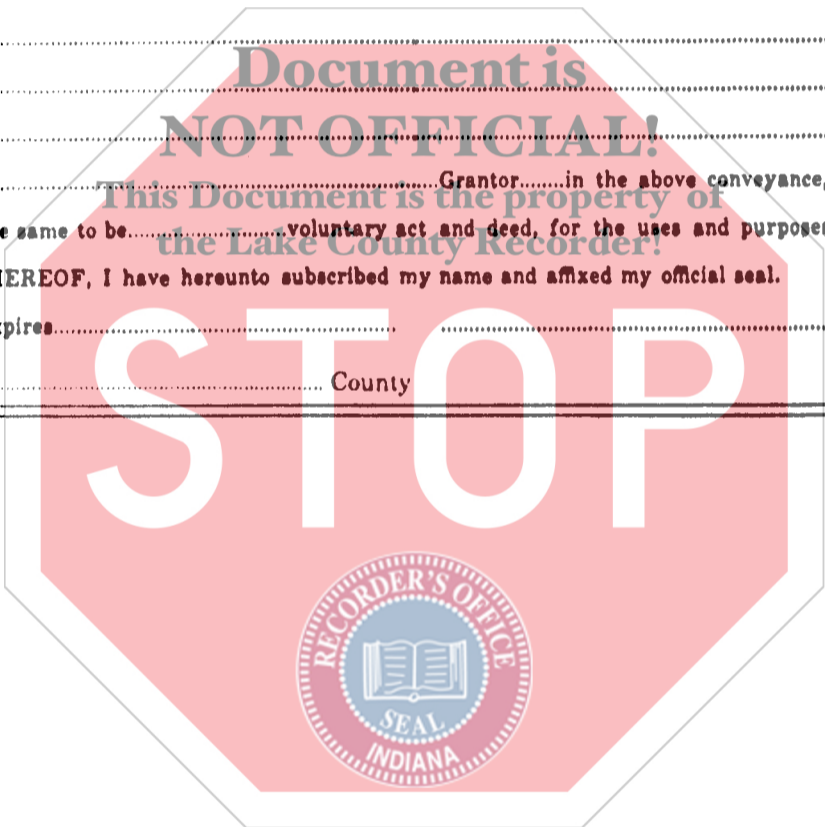 Document is
NOT OFFICIAL!
........Grantor........in the above conveyance,
This Document is the property of
same to be........................voluntary act and deed, for the uses and purposes
the Lake County Recorder!
I have hereunto subscribed my name and affixed my official seal.
County
STOP
RECORDER'S OFFICE
SEAL
INDIANA